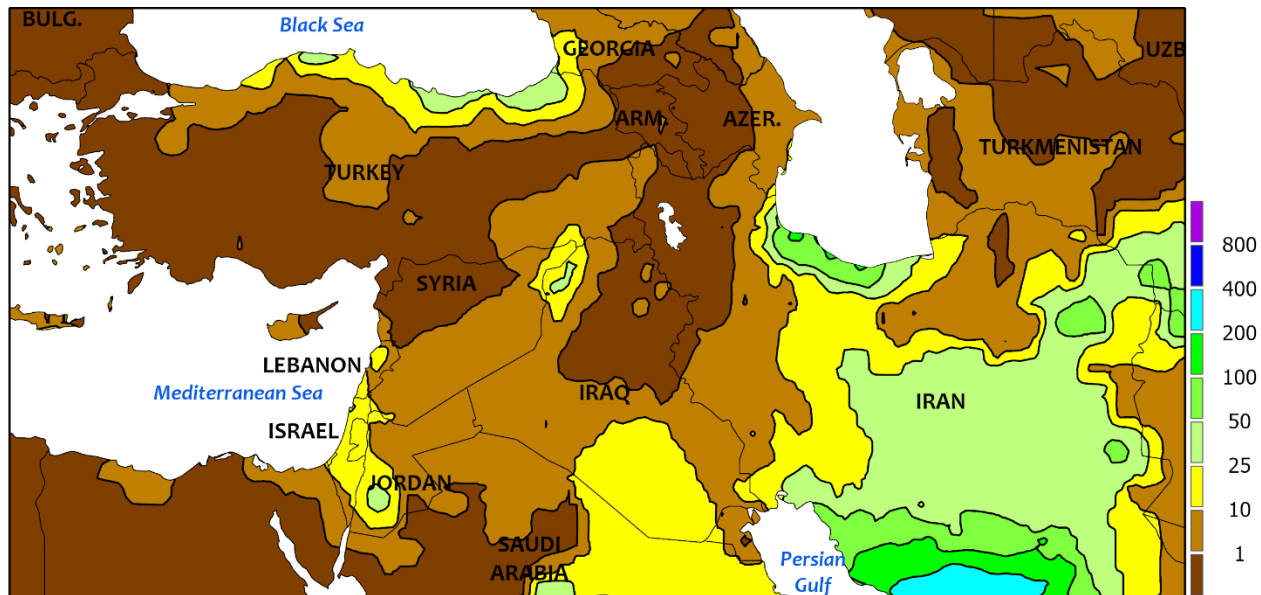 BULG.
Black Sea
GEORGIA
UZB
ARM.
AZER.
TURKMENISTAN
TURKEY
SYRIA
LEBANON
Mediterranean Sea
IRAQ
IRAN
ISRAEL
JORDAN
SAUDI
ARABIA
Persian
Gulf
800
400
200
100
50
25
10
1